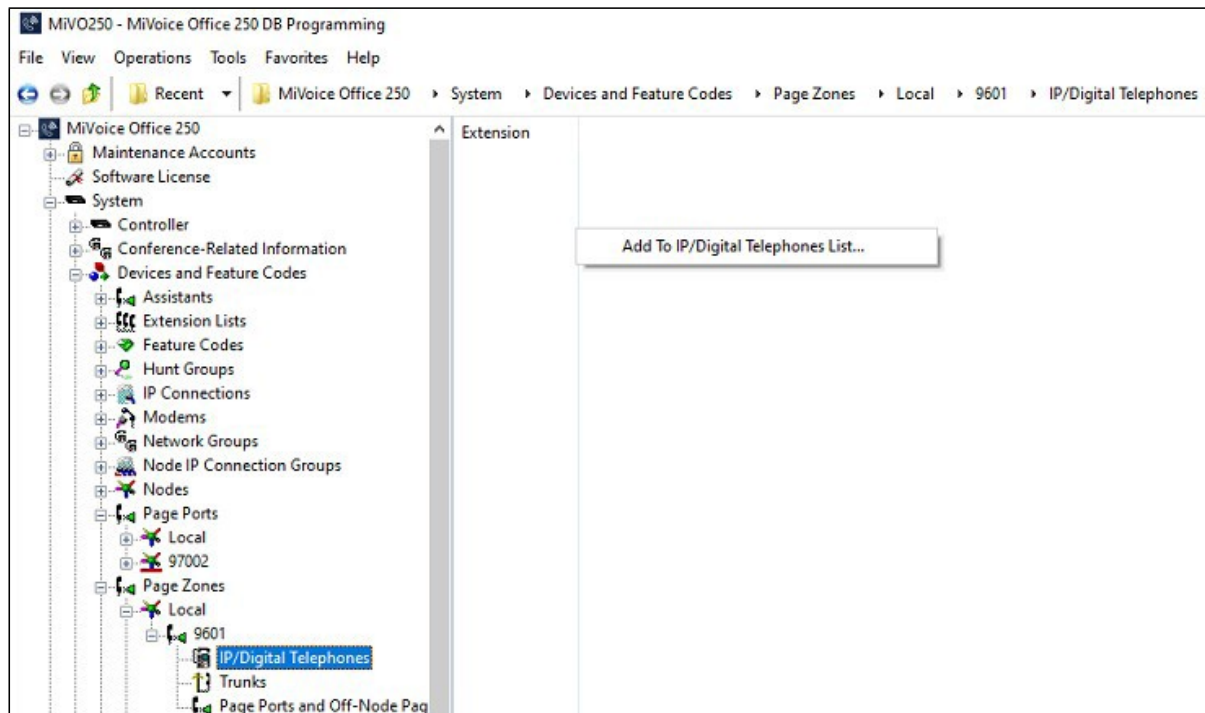 MiVO250 - MiVoice Office 250 DB Programming
File View Operations Tools Favorites Help
Recent MiVoice Office 250 System Devices and Feature Codes Page Zones Local 9601 IP/Digital Telephones
MiVoice Office 250
Extension
Maintenance Accounts
Software License
System
Controller
Conference-Related Information
Add To IP/Digital Telephones List...
Devices and Feature Codes
Assistants
Extension Lists
Feature Codes
Hunt Groups
IP Connections
Modems
Network Groups
Node IP Connection Groups
Nodes
Page Ports
Local
97002
Page Zones
Local
9601
IP/Digital Telephones
Trunks
Page Ports and Off-Node Pag